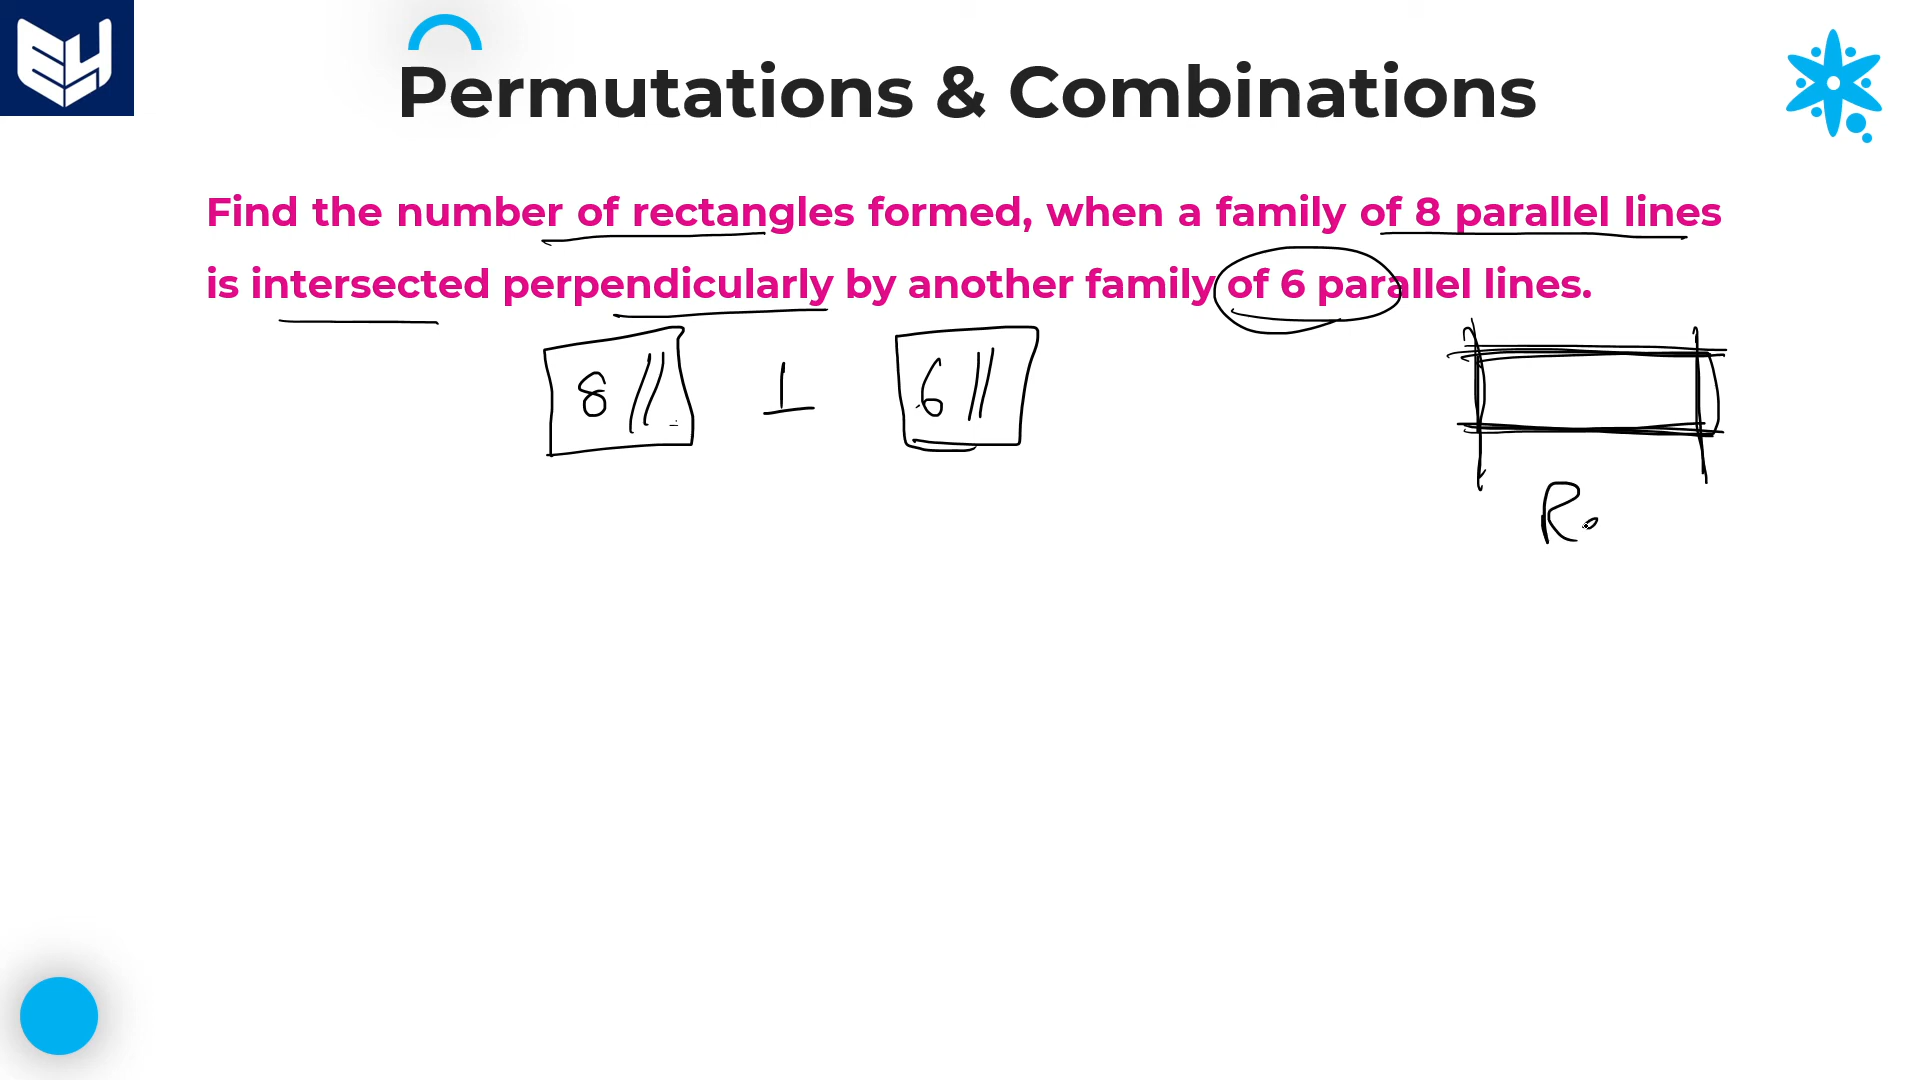 Permutations & Combinations
Find the number of rectangles formed, when a family of 8 parallel lines
is intersected perpendicularly by another family of 6 parallel lines.
8 // ⊥ 6 //